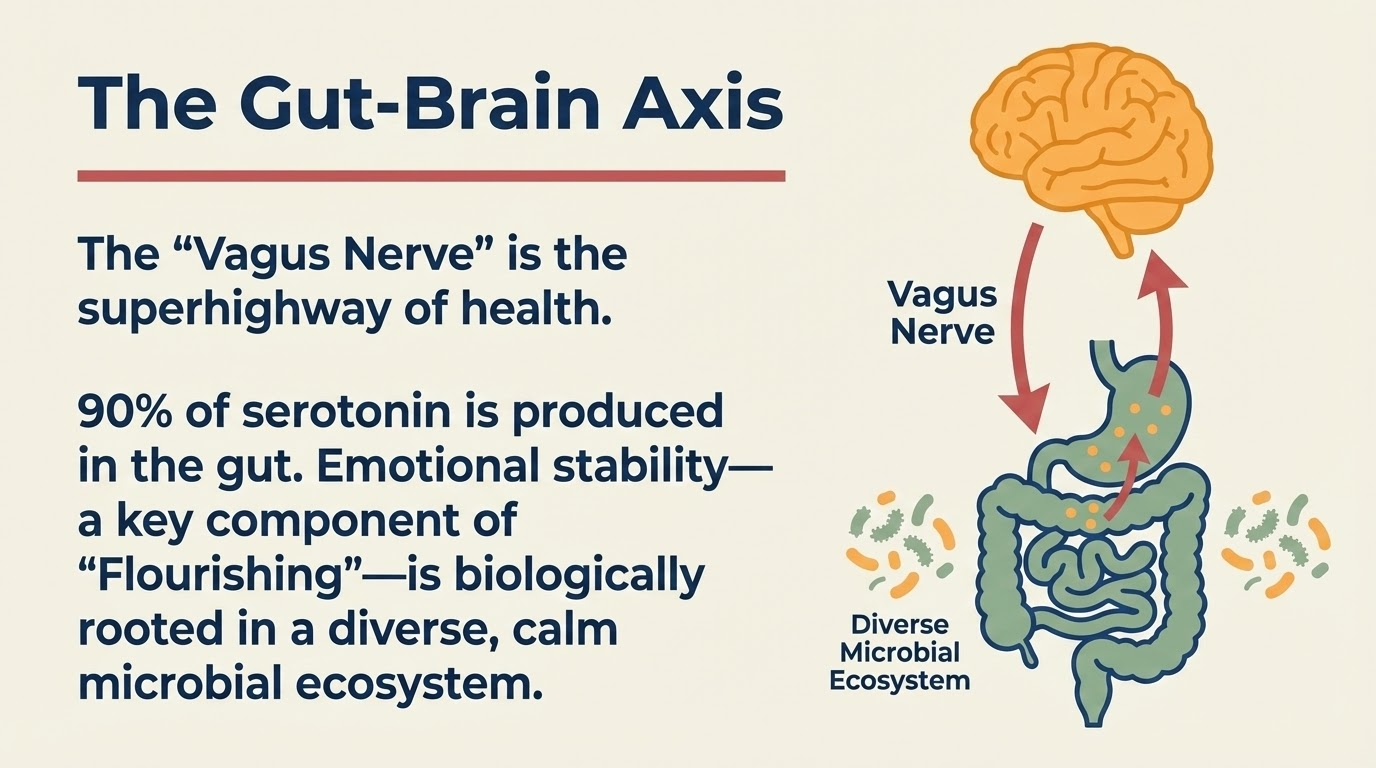 The Gut-Brain Axis
The “Vagus Nerve” is the
superhighway of health.
90% of serotonin is produced
in the gut. Emotional stability—
a key component of
“Flourishing”—is biologically
rooted in a diverse, calm
microbial ecosystem.
Vagus
Nerve
Diverse
Microbial
Ecosystem